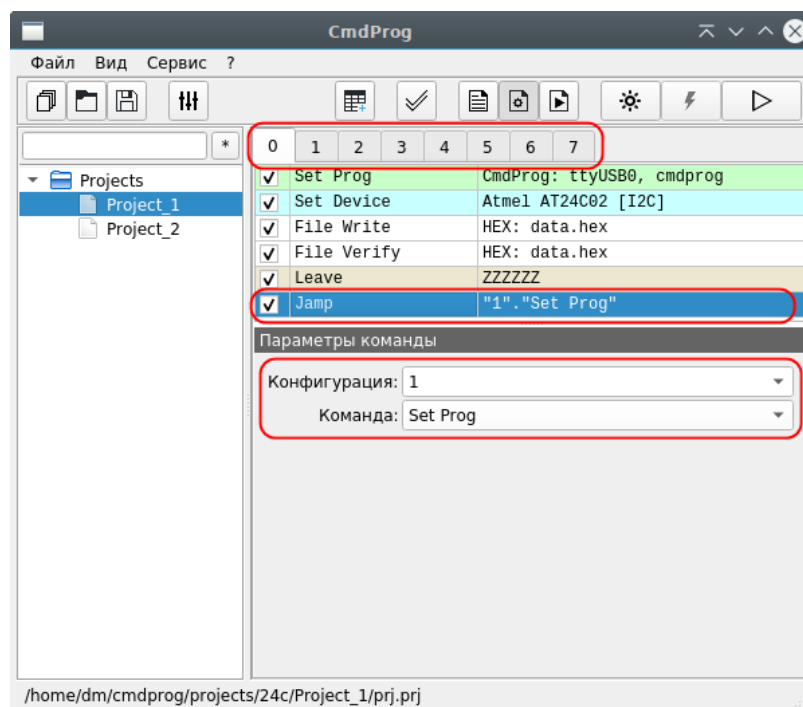 CmdProg
Файл Вид Сервис ?
*
0 1 2 3 4 5 6 7
Projects
Project_1
Project_2
Set Prog CmdProg: ttyUSB0, cmdprog
Set Device Atmel AT24C02 [I2C]
File Write HEX: data.hex
File Verify HEX: data.hex
Leave ZZZZZZ
Jamp "1"."Set Prog"
Параметры команды
Конфигурация: 1
Команда: Set Prog
/home/dm/cmdprog/projects/24c/Project_1/prj.prj